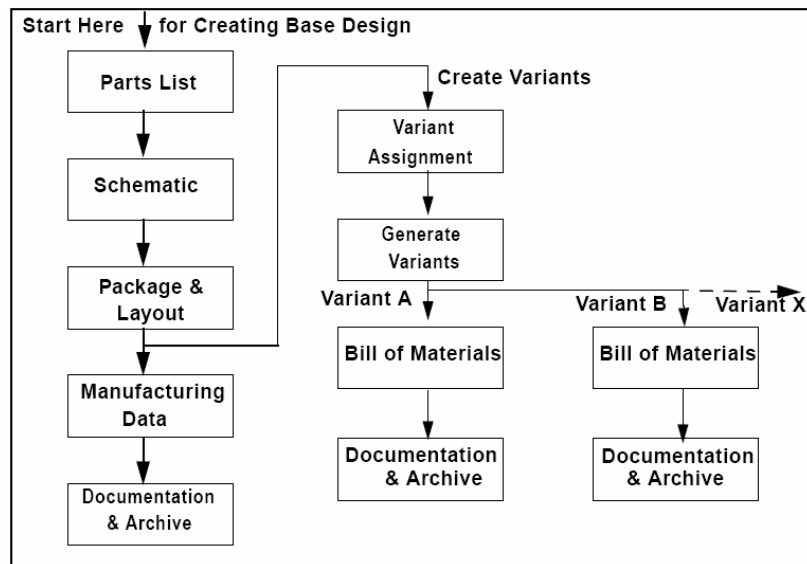 Start Here for Creating Base Design
Parts List
Schematic
Package &
Layout
Manufacturing
Data
Documentation
& Archive
Create Variants
Variant
Assignment
Generate
Variants
Variant A
Variant B
Variant X
Bill of Materials
Documentation
& Archive
Bill of Materials
Documentation
& Archive